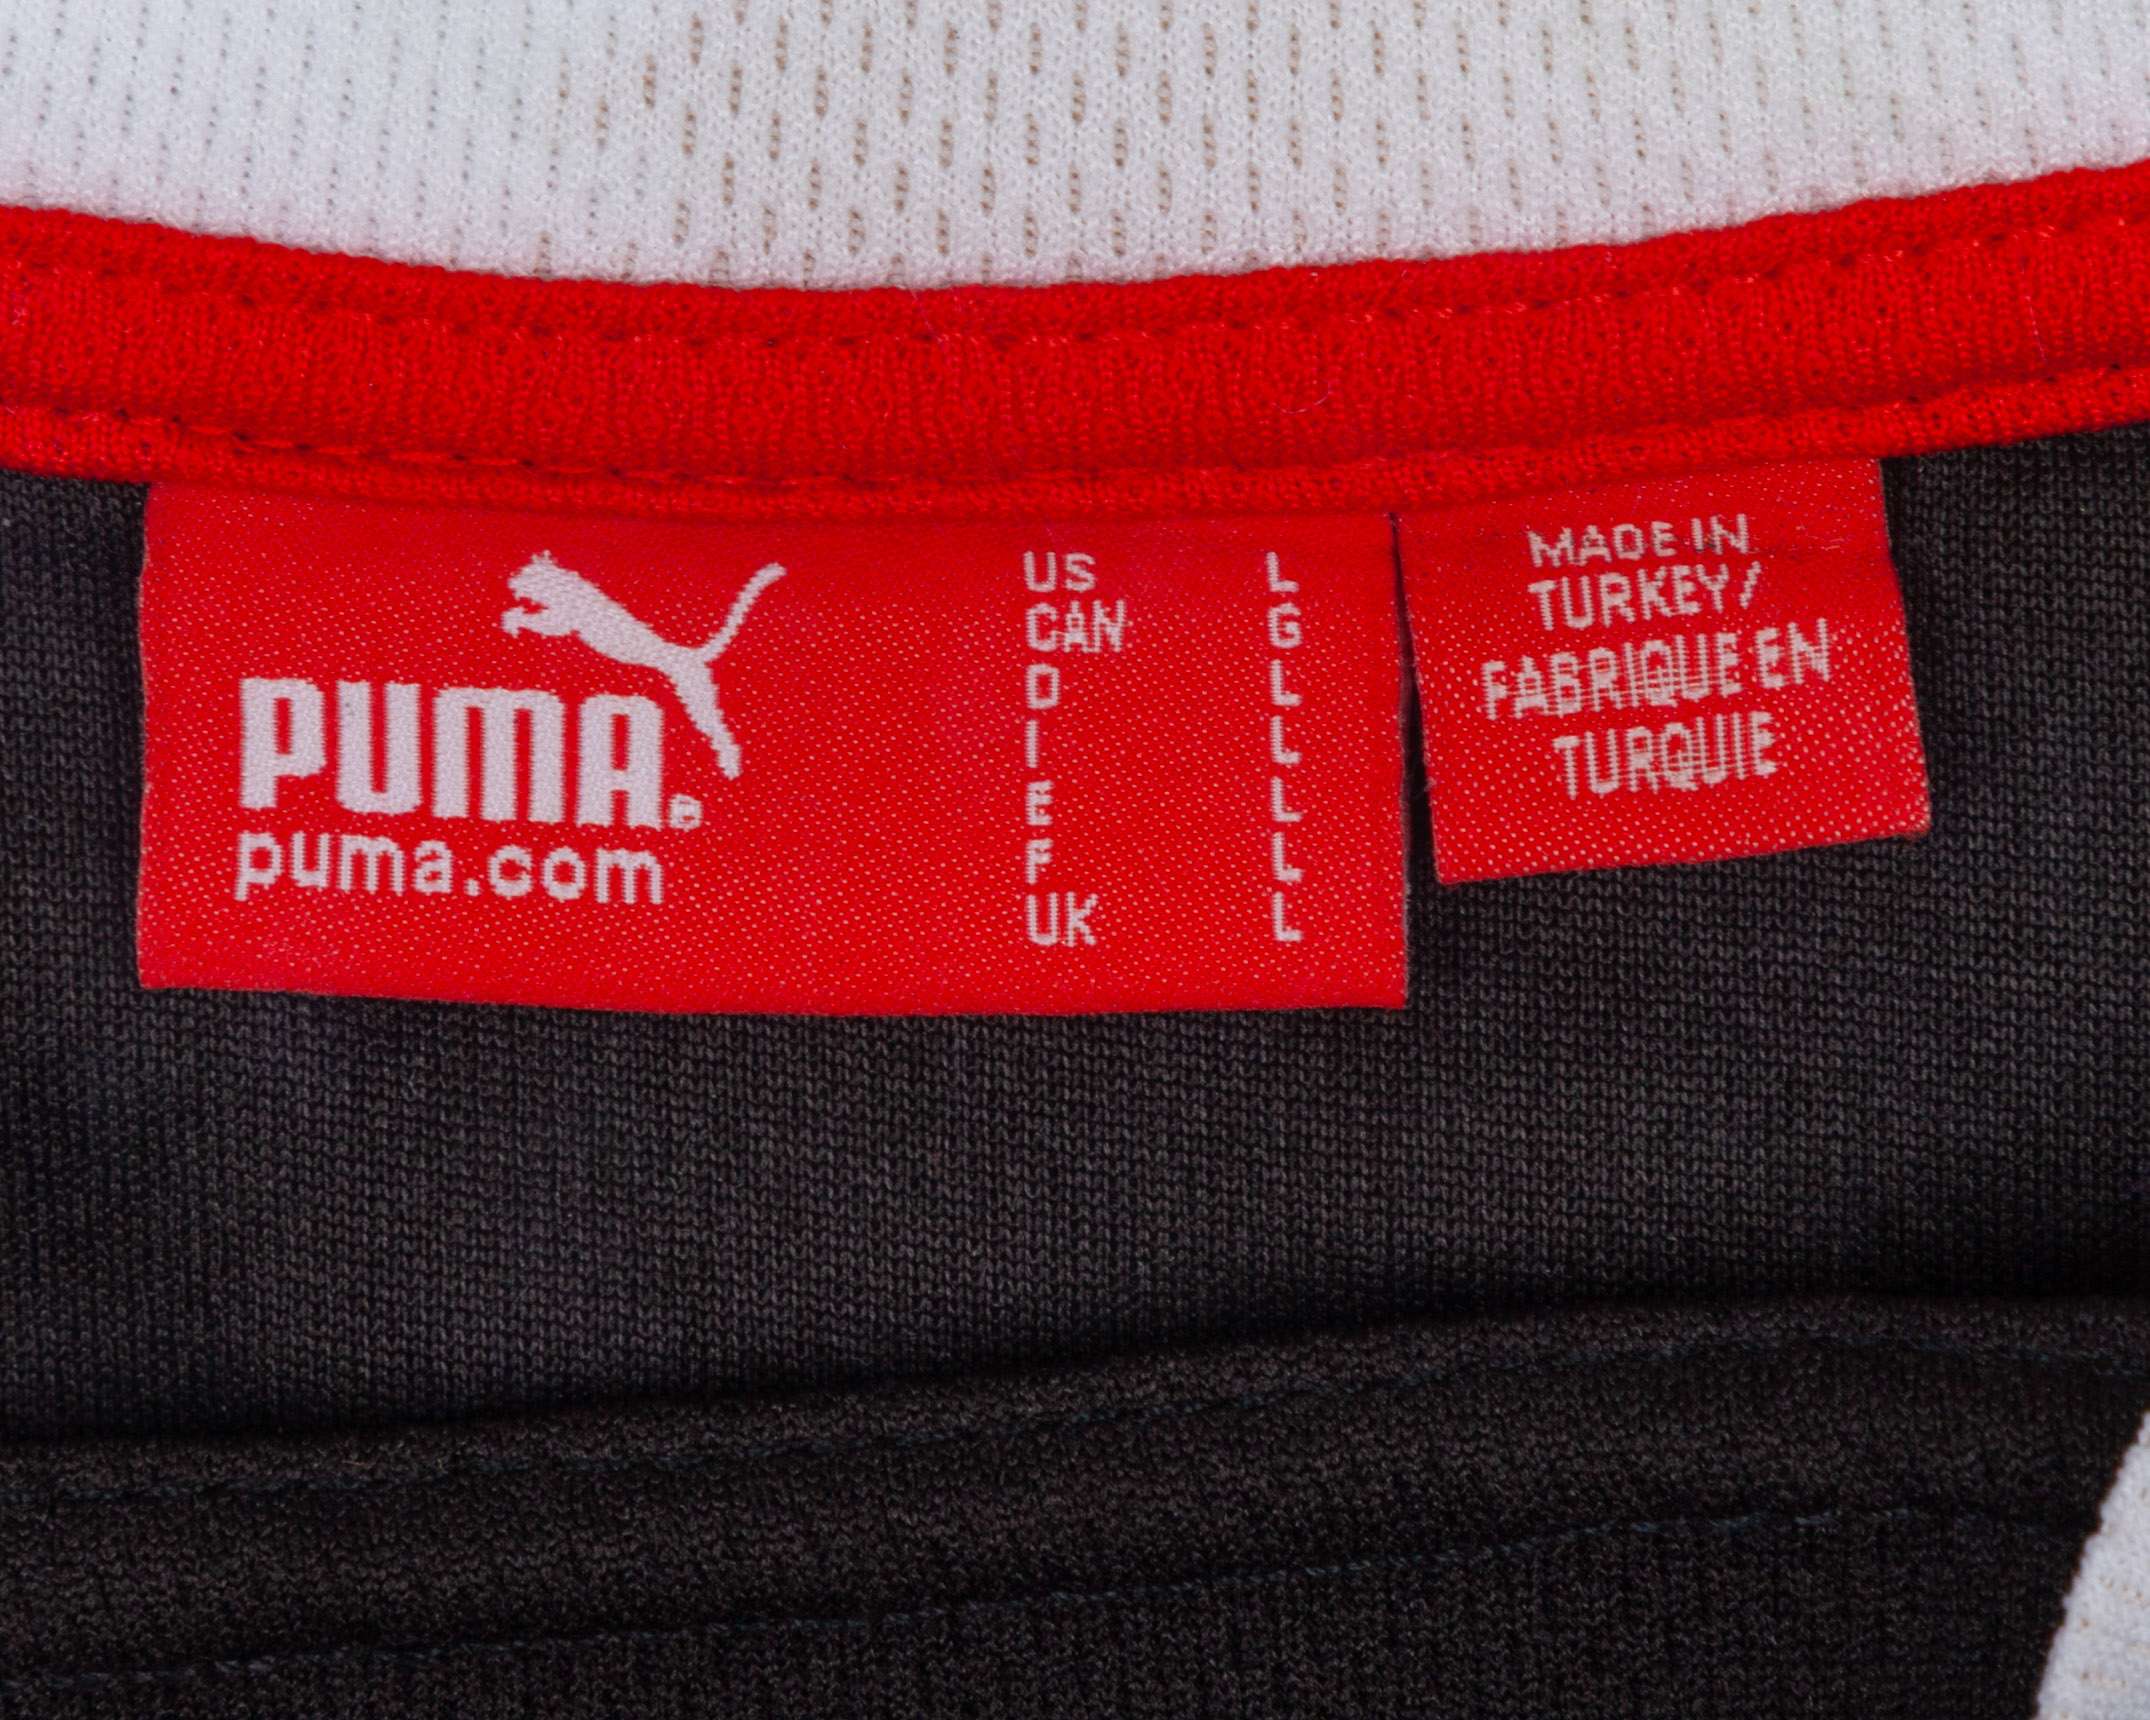 PUMA®
puma.com
US L
CAN G
D L
I L
E L
F L
UK L
MADE IN
TURKEY/
FABRIQUE EN
TURQUIE